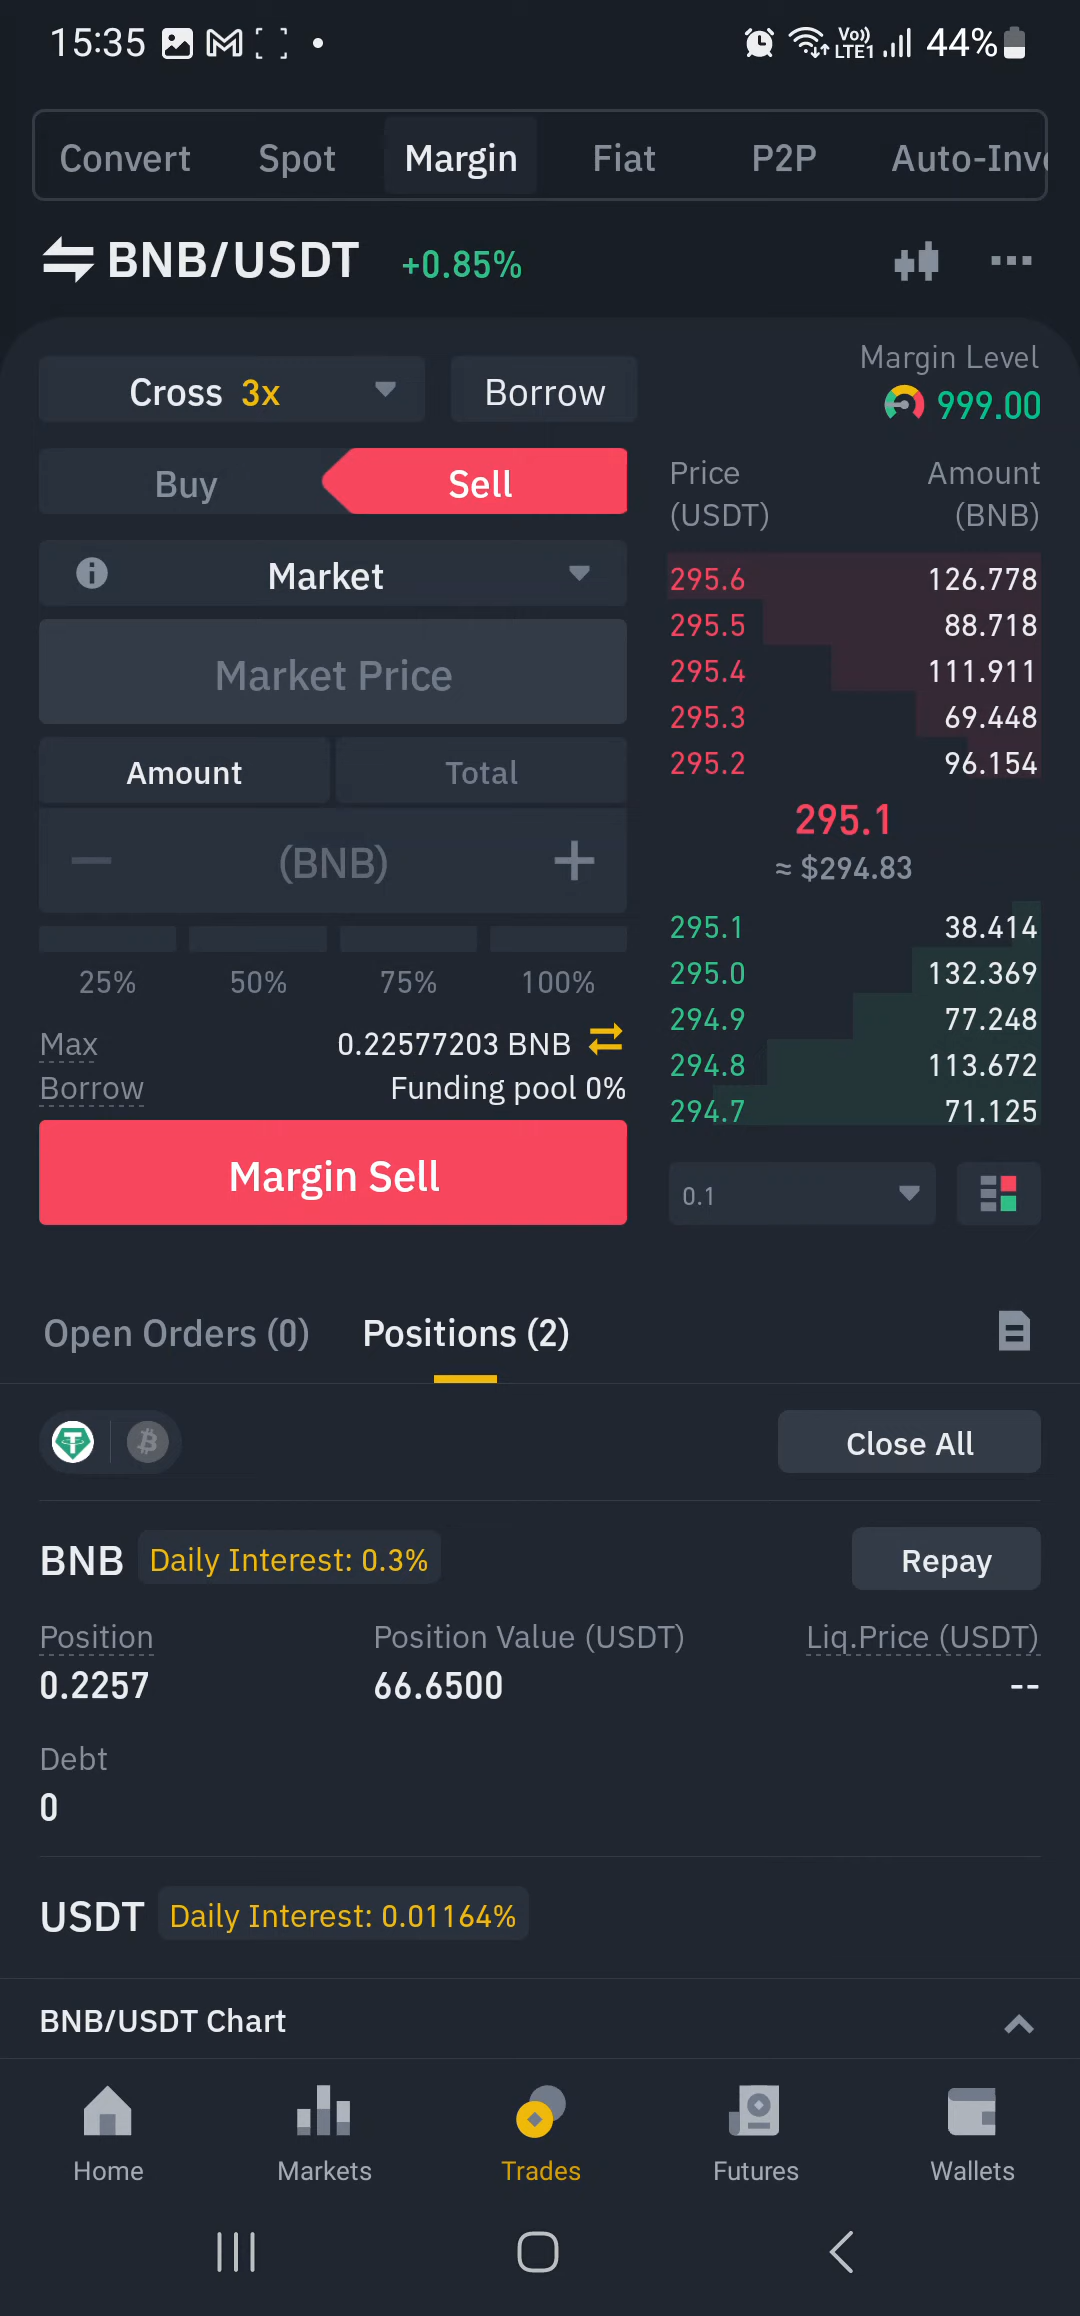 15:35
Vo))
LTE1
44%
Convert Spot Margin Fiat P2P Auto-Inv
BNB/USDT +0.85%
Margin Level
999.00
Cross 3x Borrow
Buy Sell
Market
Market Price
Amount Total
(BNB)
25% 50% 75% 100%
Max 0.22577203 BNB
Borrow Funding pool 0%
Margin Sell
Price Amount
(USDT) (BNB)
295.6 126.778
295.5 88.718
295.4 111.911
295.3 69.448
295.2 96.154
295.1
≈ $294.83
295.1 38.414
295.0 132.369
294.9 77.248
294.8 113.672
294.7 71.125
0.1
Open Orders (0) Positions (2)
Close All
BNB Daily Interest: 0.3% Repay
Position Position Value (USDT) Liq.Price (USDT)
0.2257 66.6500 --
Debt
0
USDT Daily Interest: 0.01164%
BNB/USDT Chart
Home Markets Trades Futures Wallets